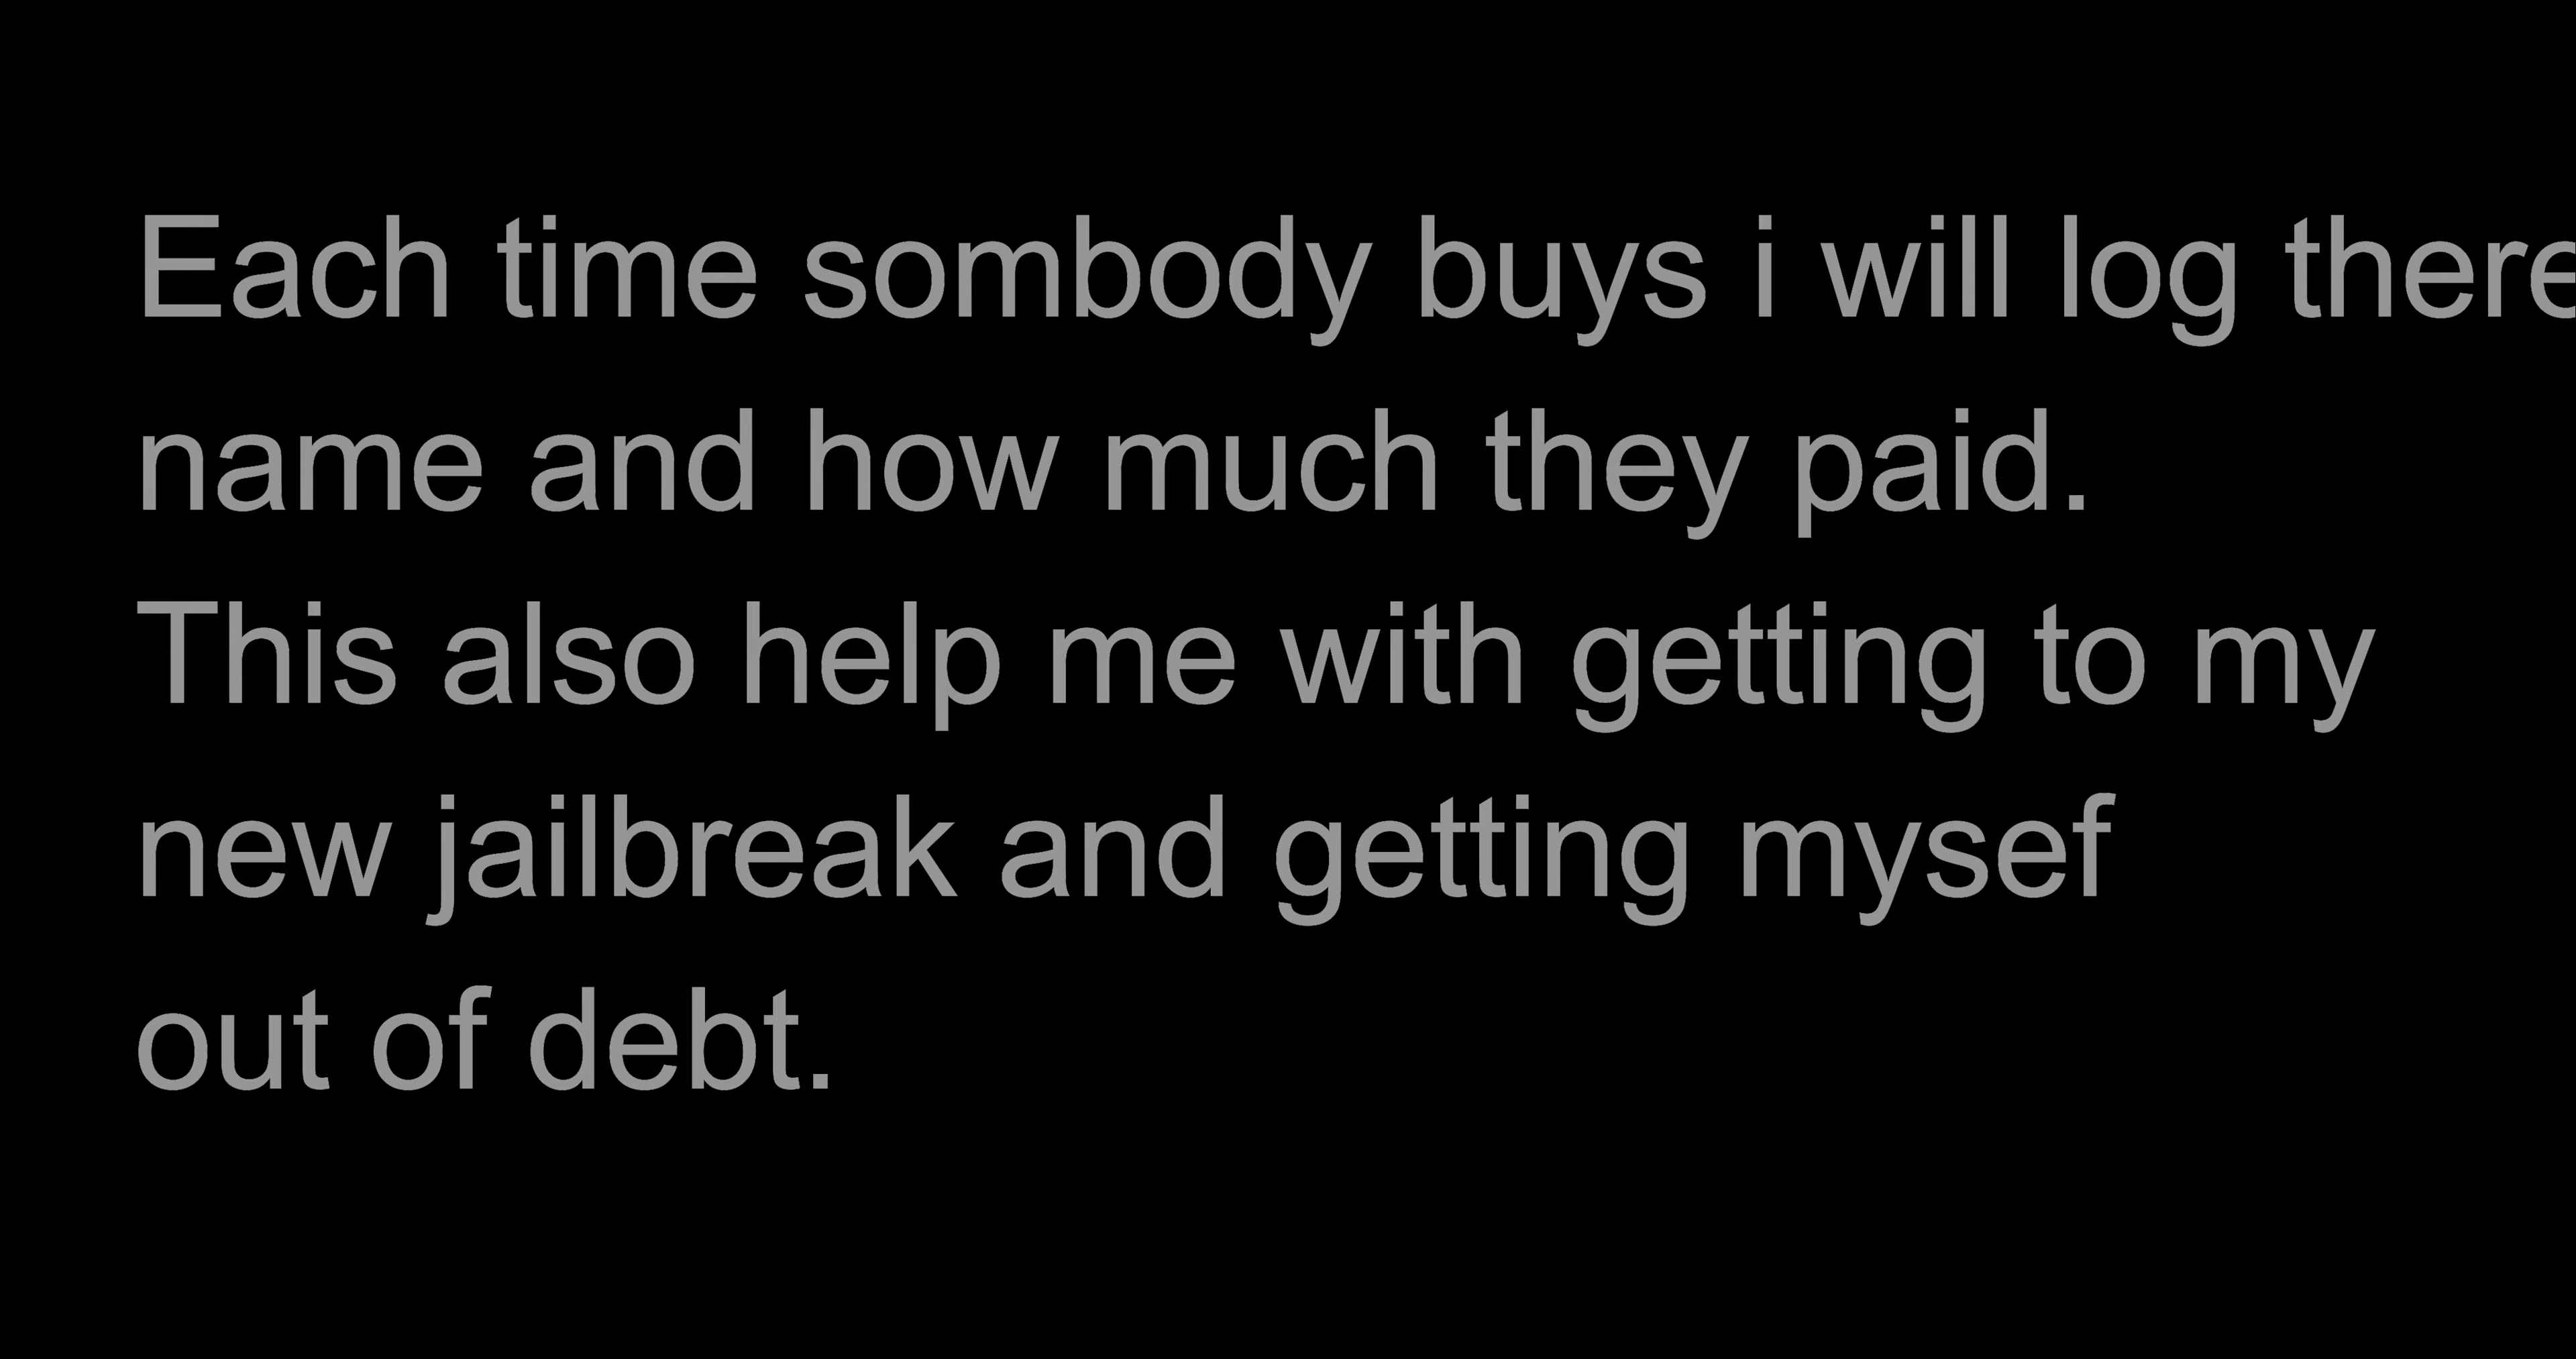 Each time sombody buys i will log there
name and how much they paid.
This also help me with getting to my
new jailbreak and getting mysef
out of debt.